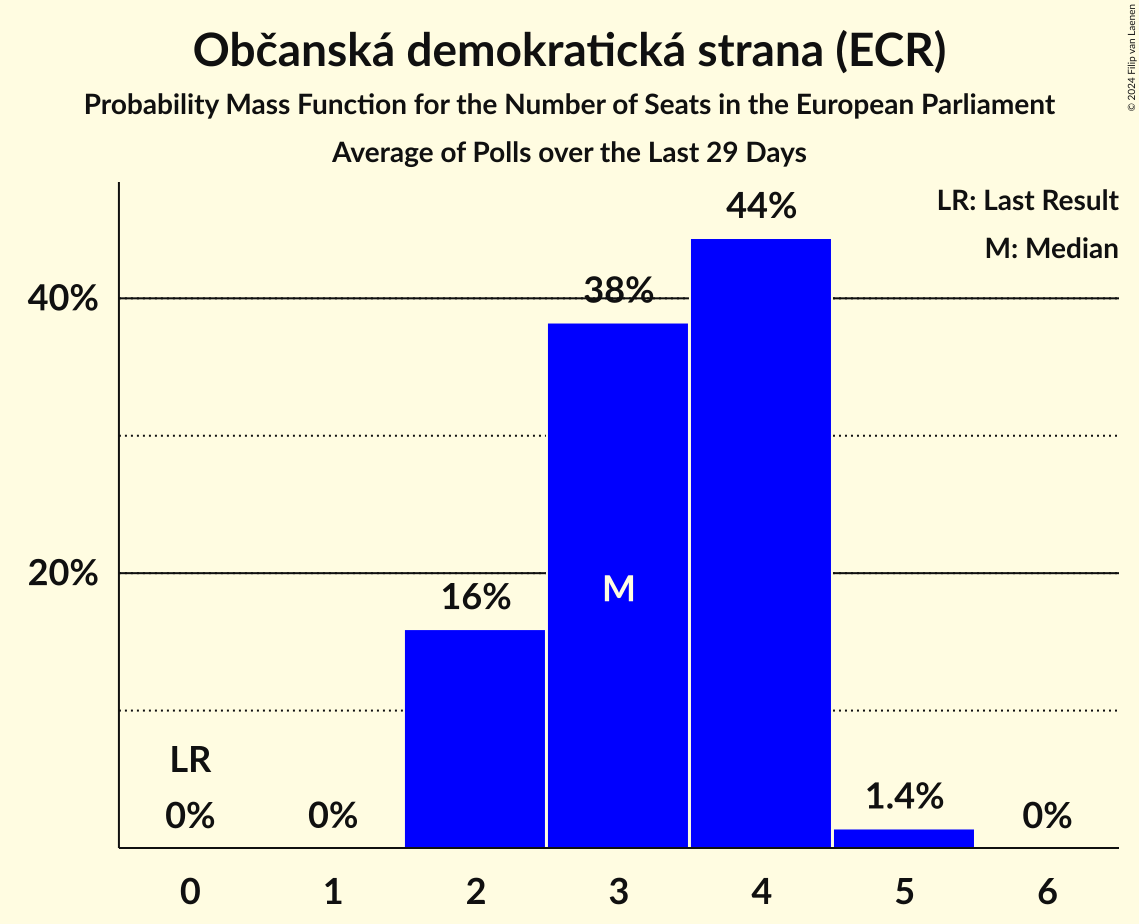 Občanská demokratická strana (ECR)
Probability Mass Function for the Number of Seats in the European Parliament
Average of Polls over the Last 29 Days
© 2024 Filip van Laenen
LR: Last Result
M: Median
44%
38%
40%
20%
16%
M
LR
0%
0%
1.4%
0%
0 1 2 3 4 5 6